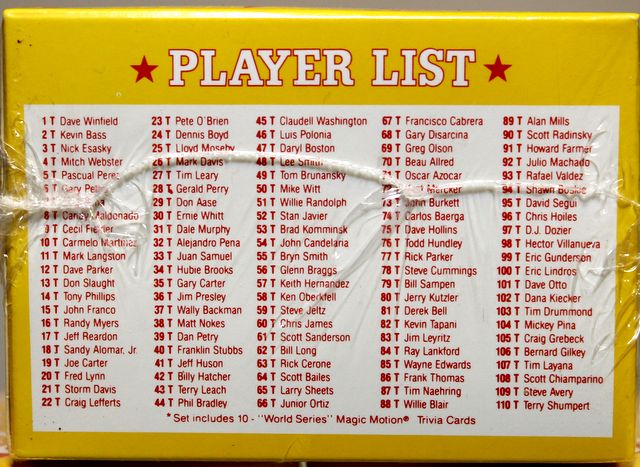 PLAYER LIST
1 T Dave Winfield
2 T Kevin Bass
3 T Nick Esasky
4 T Mitch Webster
5 T Pascual Perez
6 T Gary Pettis
8 T Candy Maldonado
9 T Cecil Fielder
10 T Carmelo Martinez
11 T Mark Langston
12 T Dave Parker
13 T Don Slaught
14 T Tony Phillips
15 T John Franco
16 T Randy Myers
17 T Jeff Reardon
18 T Sandy Alomar, Jr.
19 T Joe Carter
20 T Fred Lynn
21 T Storm Davis
22 T Craig Lefferts
23 T Pete O'Brien
24 T Dennis Boyd
25 T Lloyd Moseby
26 T Mark Davis
27 T Tim Leary
28 T Gerald Perry
29 T Don Aase
30 T Ernie Whitt
31 T Dale Murphy
32 T Alejandro Pena
33 T Juan Samuel
34 T Hubie Brooks
35 T Gary Carter
36 T Jim Presley
37 T Wally Backman
38 T Matt Nokes
39 T Dan Petry
40 T Franklin Stubbs
41 T Jeff Huson
42 T Billy Hatcher
43 T Terry Leach
44 T Phil Bradley
45 T Claudell Washington
46 T Luis Polonia
47 T Daryl Boston
48 T Lee Smith
49 T Tom Brunansky
50 T Mike Witt
51 T Willie Randolph
52 T Stan Javier
53 T Brad Komminsk
54 T John Candelaria
55 T Bryn Smith
56 T Glenn Braggs
57 T Keith Hernandez
58 T Ken Oberkfell
59 T Steve Jeltz
60 T Chris James
61 T Scott Sanderson
62 T Bill Long
63 T Rick Cerone
64 T Scott Bailes
65 T Larry Sheets
66 T Junior Ortiz
67 T Francisco Cabrera
68 T Gary Disarcina
69 T Greg Olson
70 T Beau Allred
71 T Oscar Azocar
72 T Kent Mercker
73 T John Burkett
74 T Carlos Baerga
75 T Dave Hollins
76 T Todd Hundley
77 T Rick Parker
78 T Steve Cummings
79 T Bill Sampen
80 T Jerry Kutzler
81 T Derek Bell
82 T Kevin Tapani
83 T Jim Leyritz
84 T Ray Lankford
85 T Wayne Edwards
86 T Frank Thomas
87 T Tim Naehring
88 T Willie Blair
89 T Alan Mills
90 T Scott Radinsky
91 T Howard Farmer
92 T Julio Machado
93 T Rafael Valdez
94 T Shawn Boskie
95 T David Segui
96 T Chris Hoiles
97 T D.J. Dozier
98 T Hector Villanueva
99 T Eric Gunderson
100 T Eric Lindros
101 T Dave Otto
102 T Dana Kiecker
103 T Tim Drummond
104 T Mickey Pina
105 T Craig Grebeck
106 T Bernard Gilkey
107 T Tim Layana
108 T Scott Chiamparino
109 T Steve Avery
110 T Terry Shumpert
*Set includes 10 - "World Series" Magic Motion® Trivia Cards